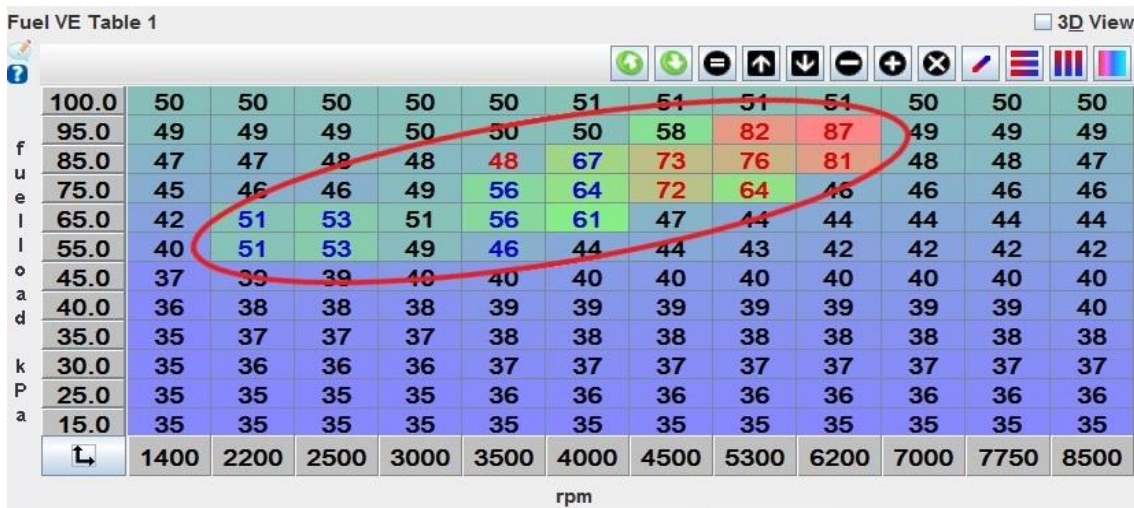 Fuel VE Table 1 3D View
100.0 50 50 50 50 50 51 51 51 51 50 50 50
95.0 49 49 49 50 50 50 58 82 87 49 49 49
85.0 47 47 48 48 48 67 73 76 81 48 48 47
75.0 45 46 46 49 56 64 72 64 46 46 46 46
65.0 42 51 53 51 56 61 47 44 44 44 44 44
55.0 40 51 53 49 46 44 44 43 42 42 42 42
45.0 37 39 39 40 40 40 40 40 40 40 40 40
40.0 36 38 38 38 39 39 39 39 39 39 39 40
35.0 35 37 37 37 38 38 38 38 38 38 38 38
30.0 35 36 36 36 37 37 37 37 37 37 37 37
25.0 35 35 35 35 36 36 36 36 36 36 36 36
15.0 35 35 35 35 35 35 35 35 35 35 35 35
1400 2200 2500 3000 3500 4000 4500 5300 6200 7000 7750 8500
rpm
fuelload kPa